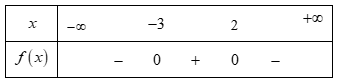 x −∞ −3 2 +∞
f(x) − 0 + 0 −